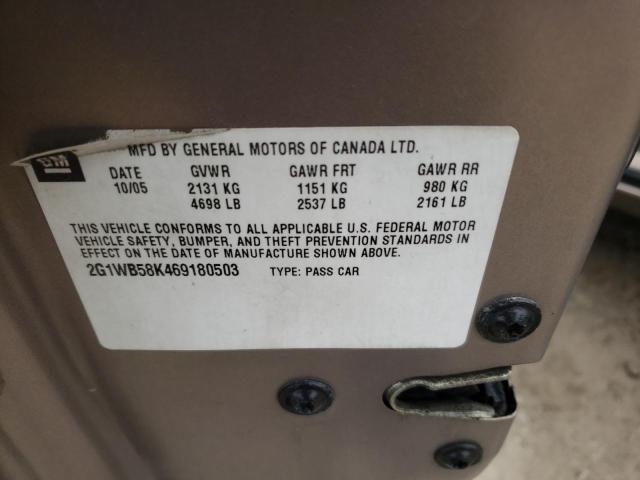 GM
MFD BY GENERAL MOTORS OF CANADA LTD.
DATE GVWR GAWR FRT GAWR RR
10/05 2131 KG 1151 KG 980 KG
4698 LB 2537 LB 2161 LB
THIS VEHICLE CONFORMS TO ALL APPLICABLE U.S. FEDERAL MOTOR
VEHICLE SAFETY, BUMPER, AND THEFT PREVENTION STANDARDS IN
EFFECT ON THE DATE OF MANUFACTURE SHOWN ABOVE.
2G1WB58K469180503 TYPE: PASS CAR